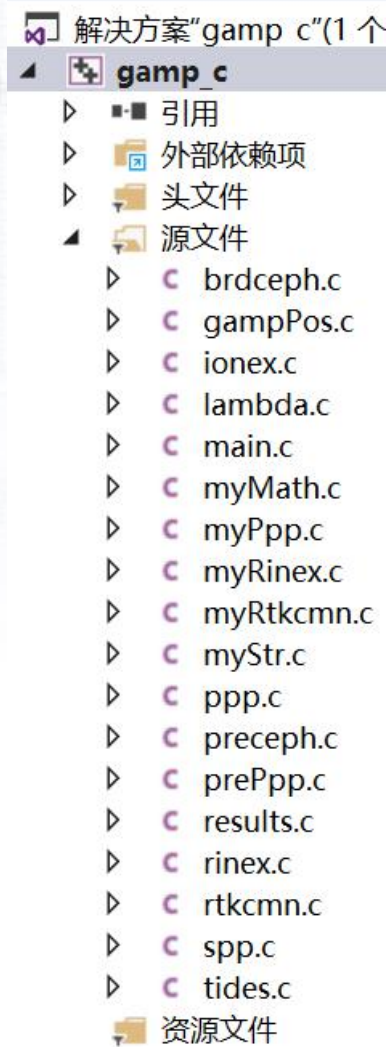 解决方案"gamp_c"(1 个
gamp_c
引用
外部依赖项
头文件
源文件
brdceph.c
gampPos.c
ionex.c
lambda.c
main.c
myMath.c
myPpp.c
myRinex.c
myRtkcmn.c
myStr.c
ppp.c
preceph.c
prePpp.c
results.c
rinex.c
rtkcmn.c
spp.c
tides.c
资源文件